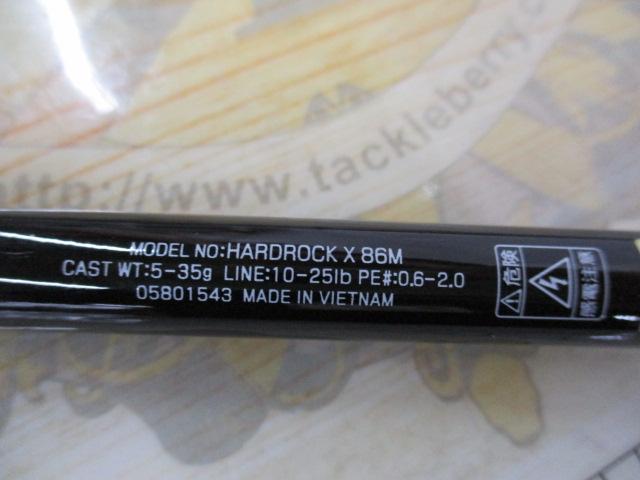 http://www.tackleberry.co
MODEL NO:HARDROCK X 86M
CAST WT:5-35g LINE:10-25lb PE#:0.6-2.0
05801543 MADE IN VIETNAM
危険
感電注意